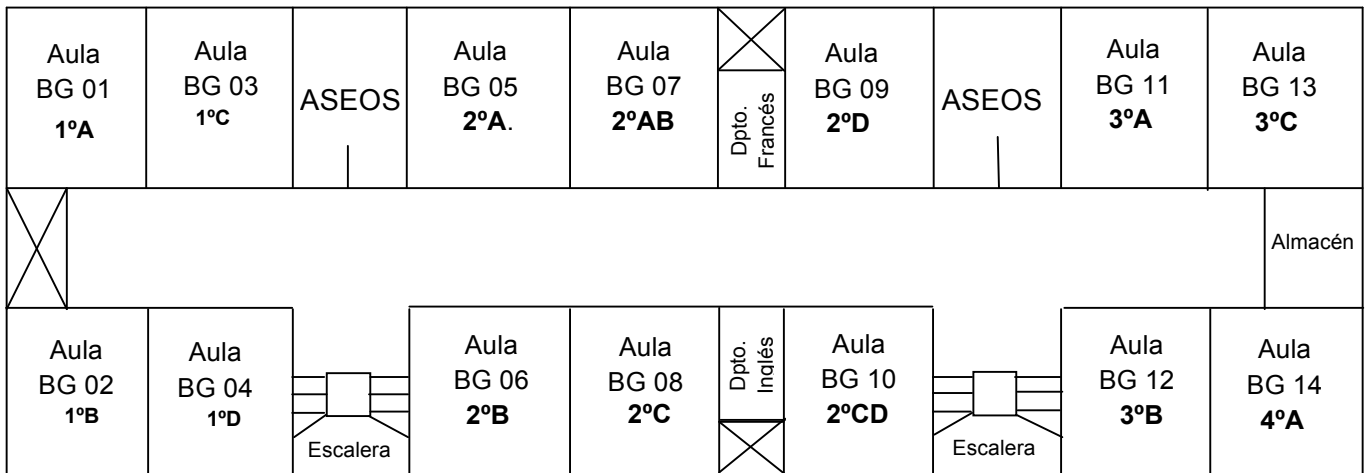 Aula
BG 01
1ºA
Aula
BG 03
1ºC
ASEOS
Aula
BG 05
2ºA.
Aula
BG 07
2ºAB
Dpto.
Francés
Aula
BG 09
2ºD
ASEOS
Aula
BG 11
3ºA
Aula
BG 13
3ºC
Almacén
Aula
BG 02
1ºB
Aula
BG 04
1ºD
Escalera
Aula
BG 06
2ºB
Aula
BG 08
2ºC
Dpto.
Inglés
Aula
BG 10
2ºCD
Escalera
Aula
BG 12
3ºB
Aula
BG 14
4ºA